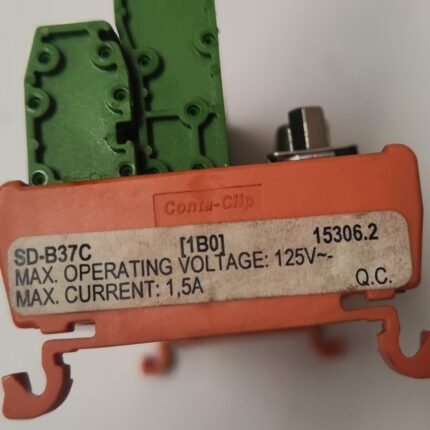 Conta-Clip
SD-B37C [1B0] 15306.2
MAX. OPERATING VOLTAGE: 125V~-
MAX. CURRENT: 1,5A Q.C.